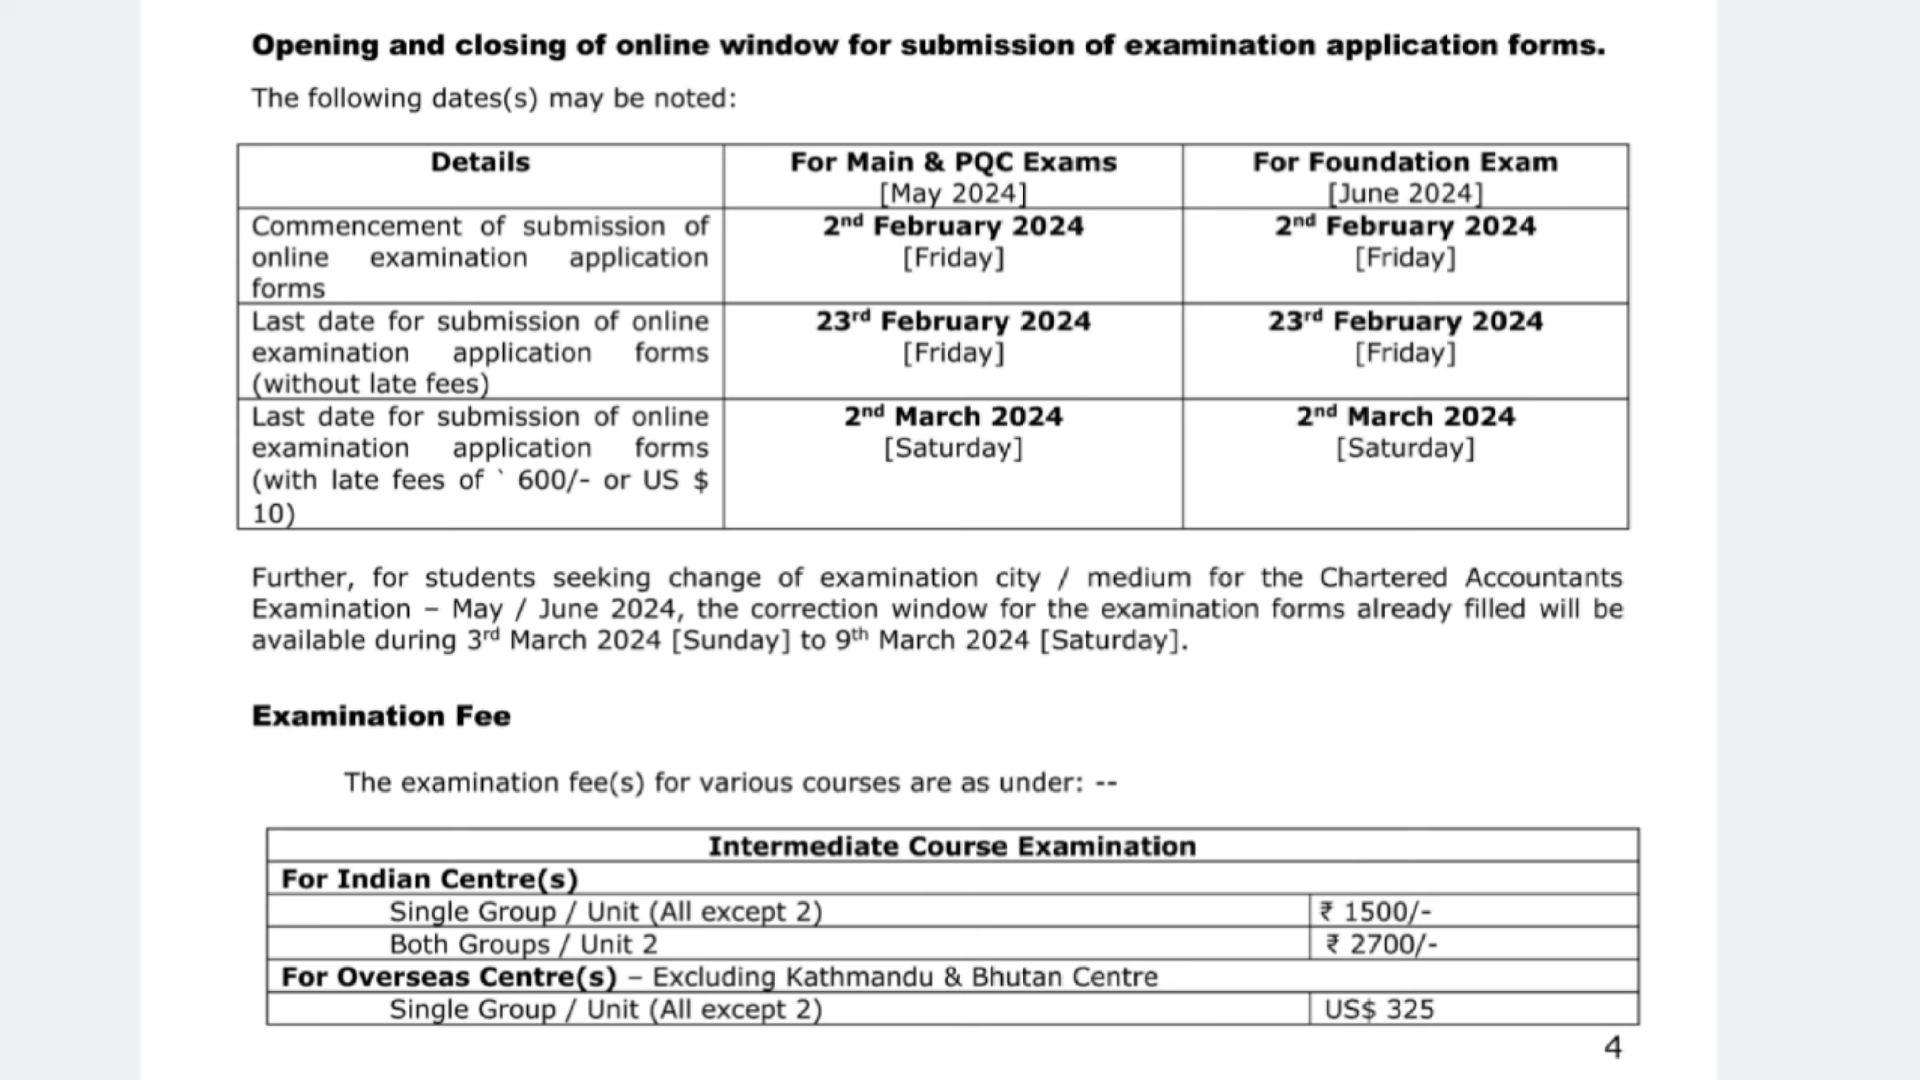 Opening and closing of online window for submission of examination application forms.
The following dates(s) may be noted:
Details
For Main & PQC Exams
[May 2024]
For Foundation Exam
[June 2024]
Commencement of submission of
online examination application
forms
2nd February 2024
[Friday]
2nd February 2024
[Friday]
Last date for submission of online
examination application forms
(without late fees)
23rd February 2024
[Friday]
23rd February 2024
[Friday]
Last date for submission of online
examination application forms
(with late fees of ` 600/- or US $
10)
2nd March 2024
[Saturday]
2nd March 2024
[Saturday]
Further, for students seeking change of examination city / medium for the Chartered Accountants
Examination – May / June 2024, the correction window for the examination forms already filled will be
available during 3rd March 2024 [Sunday] to 9th March 2024 [Saturday].
Examination Fee
The examination fee(s) for various courses are as under: --
Intermediate Course Examination
For Indian Centre(s)
Single Group / Unit (All except 2) ₹ 1500/-
Both Groups / Unit 2 ₹ 2700/-
For Overseas Centre(s) – Excluding Kathmandu & Bhutan Centre
Single Group / Unit (All except 2) US$ 325
4